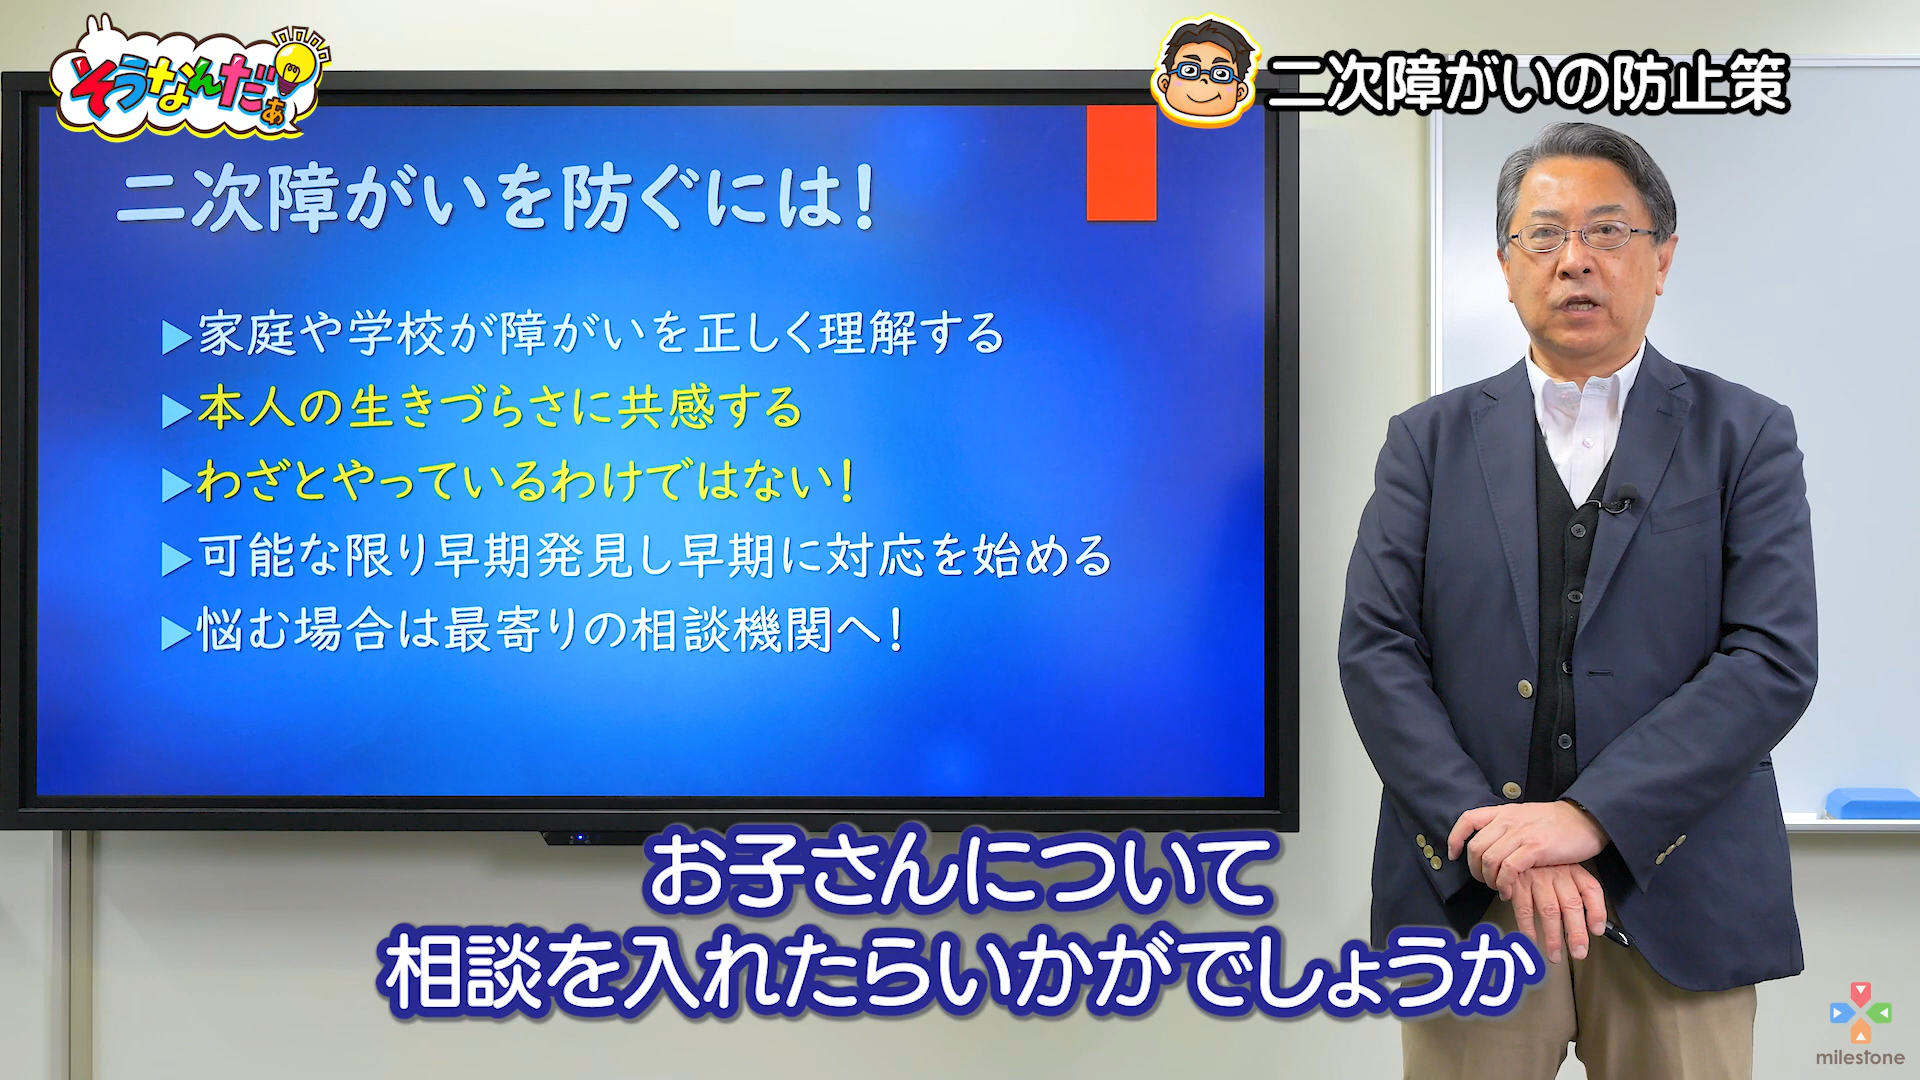 そうなんだぁ
二次障がいの防止策
二次障がいを防ぐには！
▶家庭や学校が障がいを正しく理解する
▶本人の生きづらさに共感する
▶わざとやっているわけではない！
▶可能な限り早期発見し早期に対応を始める
▶悩む場合は最寄りの相談機関へ！
お子さんについて
相談を入れたらいかがでしょうか
milestone